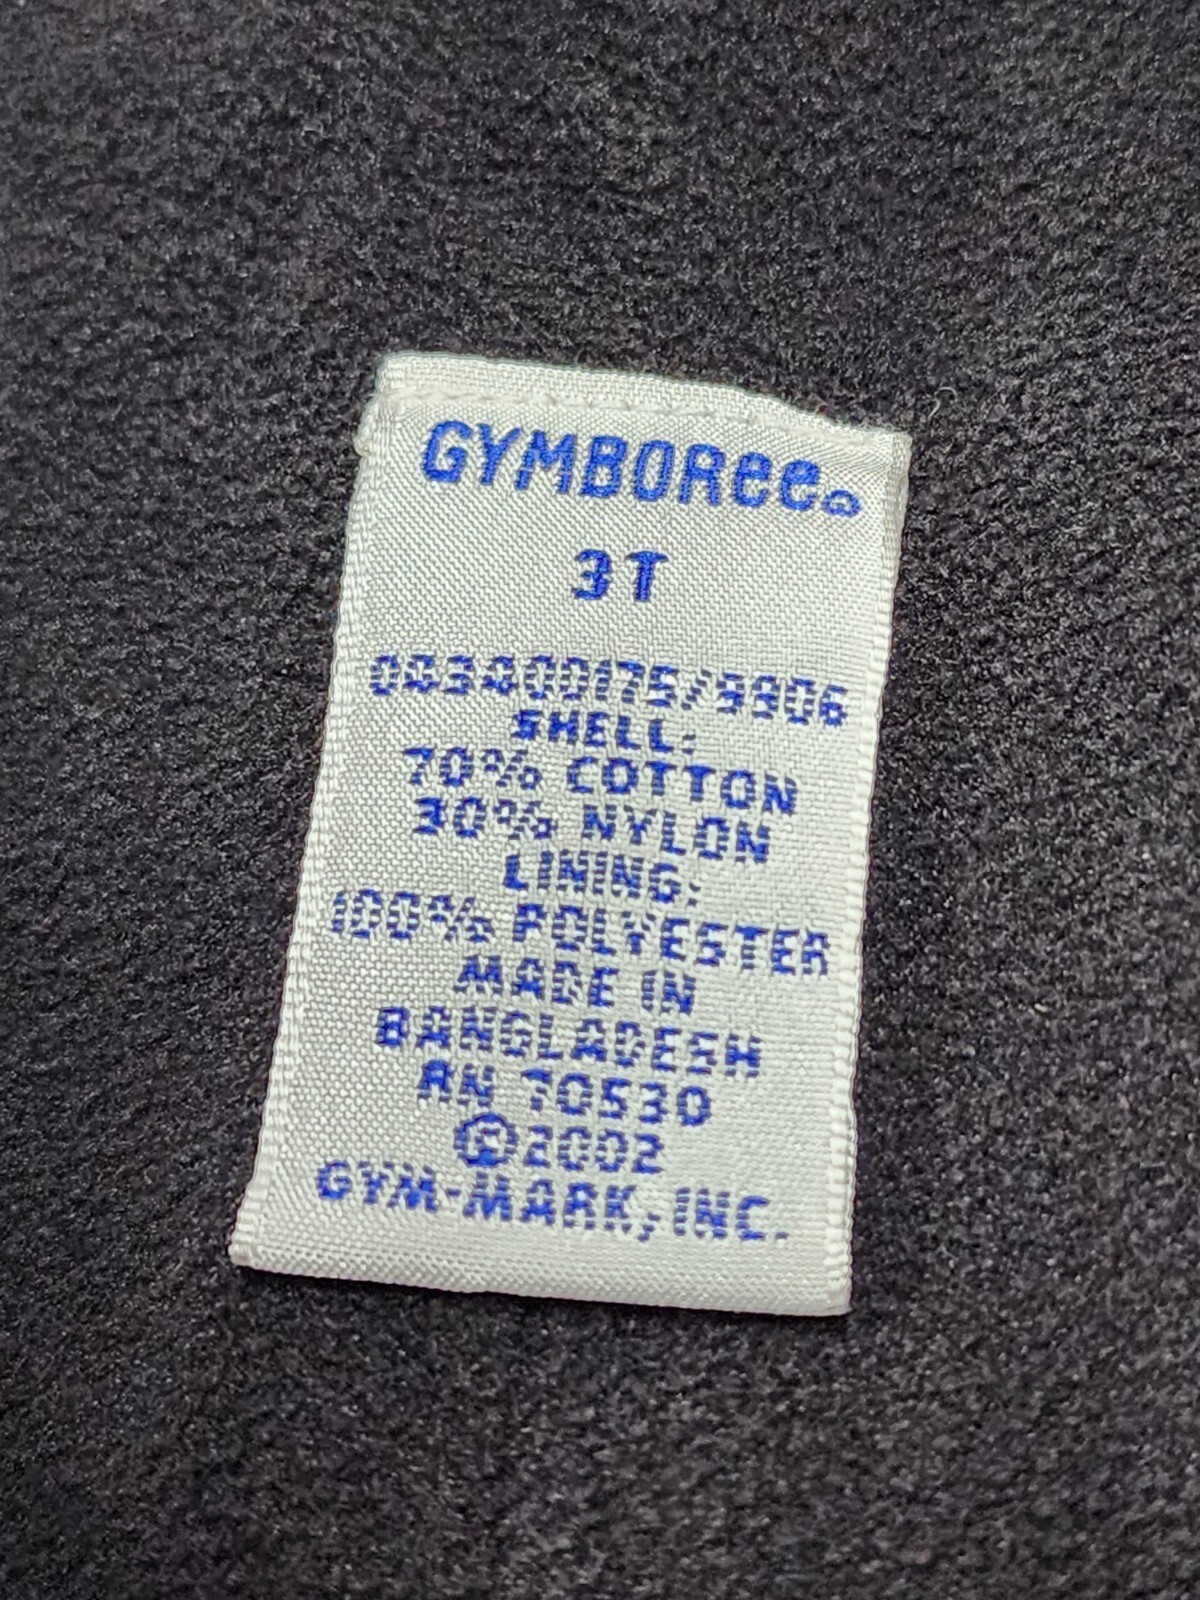 GYMBORee®
3T
063400175/9906
SHELL:
70% COTTON
30% NYLON
LINING:
100% POLYESTER
MADE IN
BANGLADESH
RN 70530
©2002
GYM-MARK, INC.